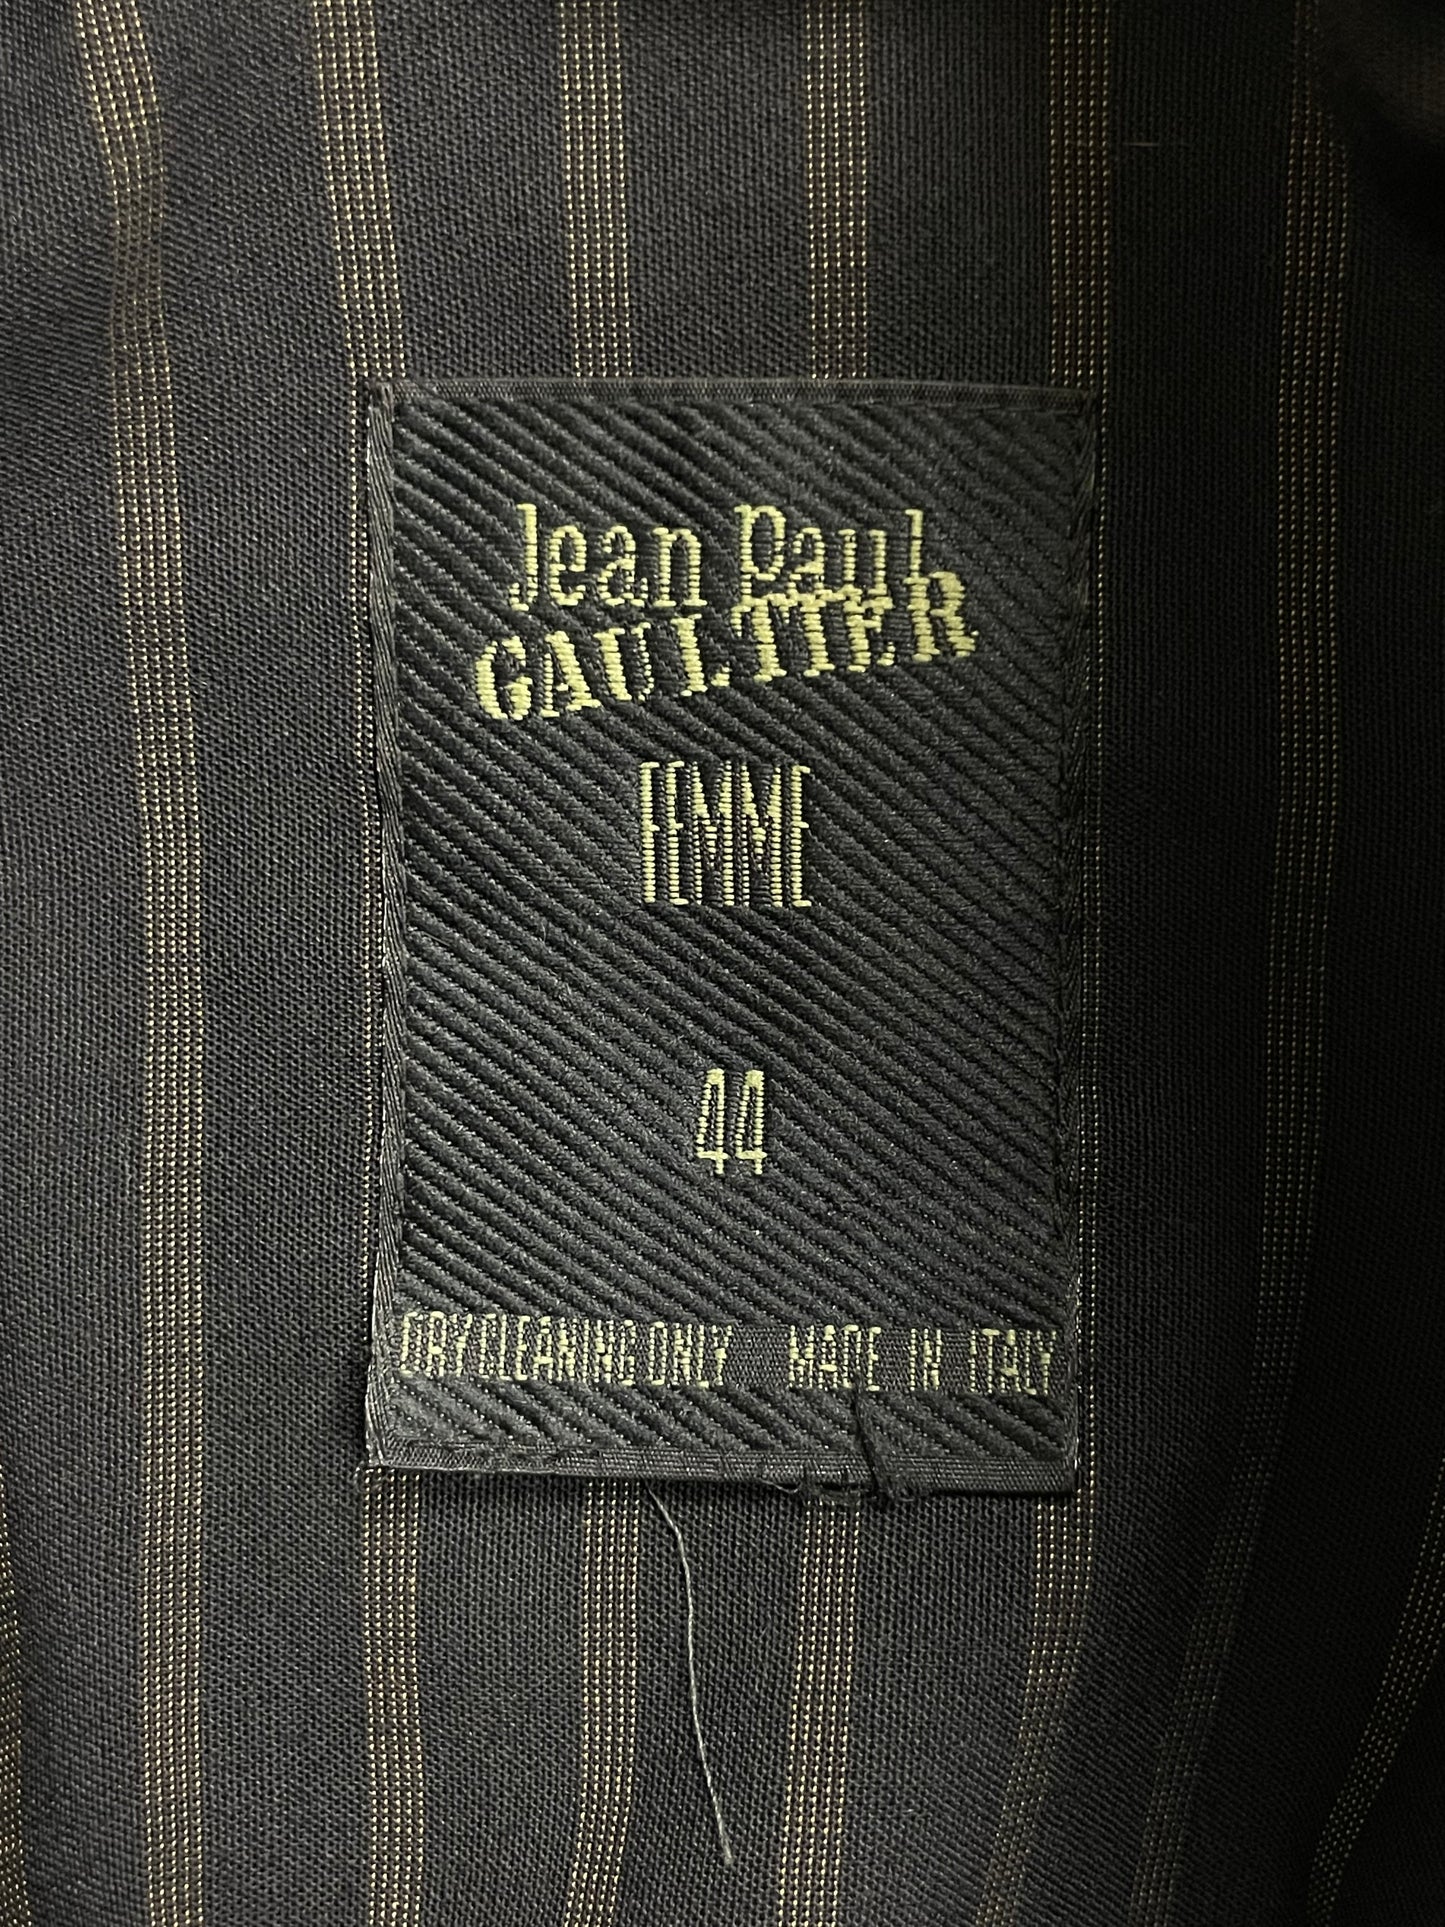 Jean Paul
GAULTIER
FEMME
44
DRY CLEANING ONLY MADE IN ITALY